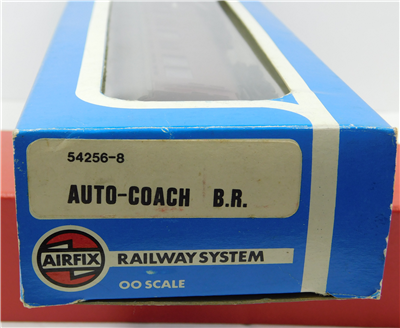 54256-8
AUTO-COACH B.R.
AIRFIX RAILWAY SYSTEM
OO SCALE